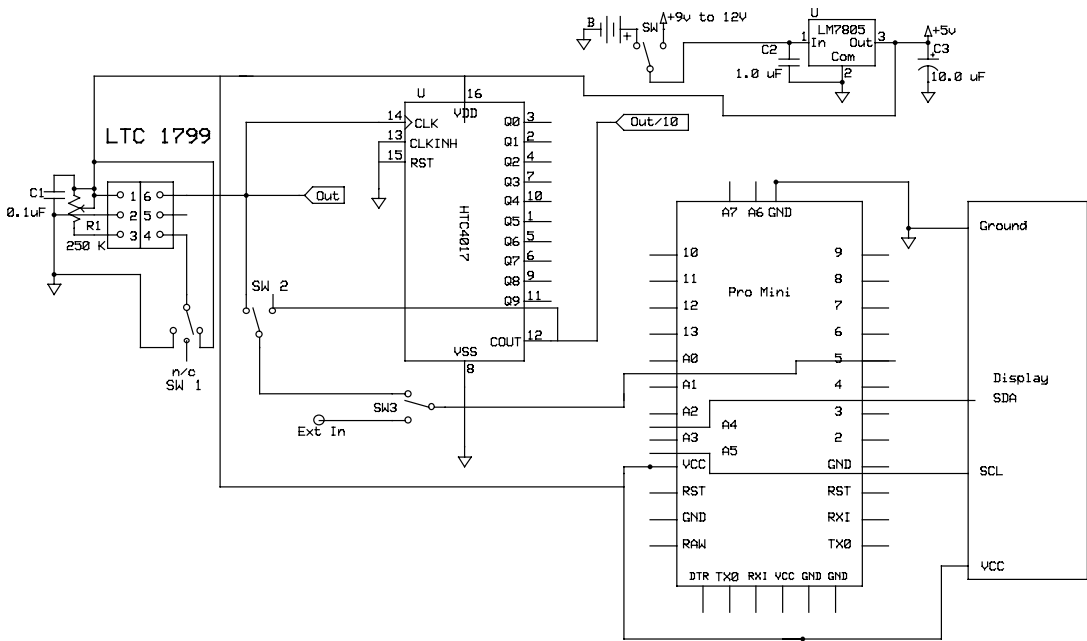 B
SW
+9v to 12V
U
LM7805
1 In Out 3
Com
2
+5v
C2
1.0 uF
C3
+
10.0 uF
+
LTC 1799
C1
0.1uF
R1
250 K
1 6
2 5
3 4
Out
n/c
SW 1
SW 2
SW3
Ext In
U
16
VDD
14 CLK
13 CLKINH
15 RST
HTC4017
Q0 3
Q1 2
Q2 4
Q3 7
Q4 10
Q5 1
Q6 5
Q7 6
Q8 9
Q9 11
COUT 12
VSS
8
Out/10
A7 A6 GND
Pro Mini
10 9
11 8
12 7
13 6
A0 5
A1 4
A2 3
A4
A3 2
A5
VCC GND
RST RST
GND RXI
RAW TX0
DTR TX0 RXI VCC GND GND
Ground
Display
SDA
SCL
VCC